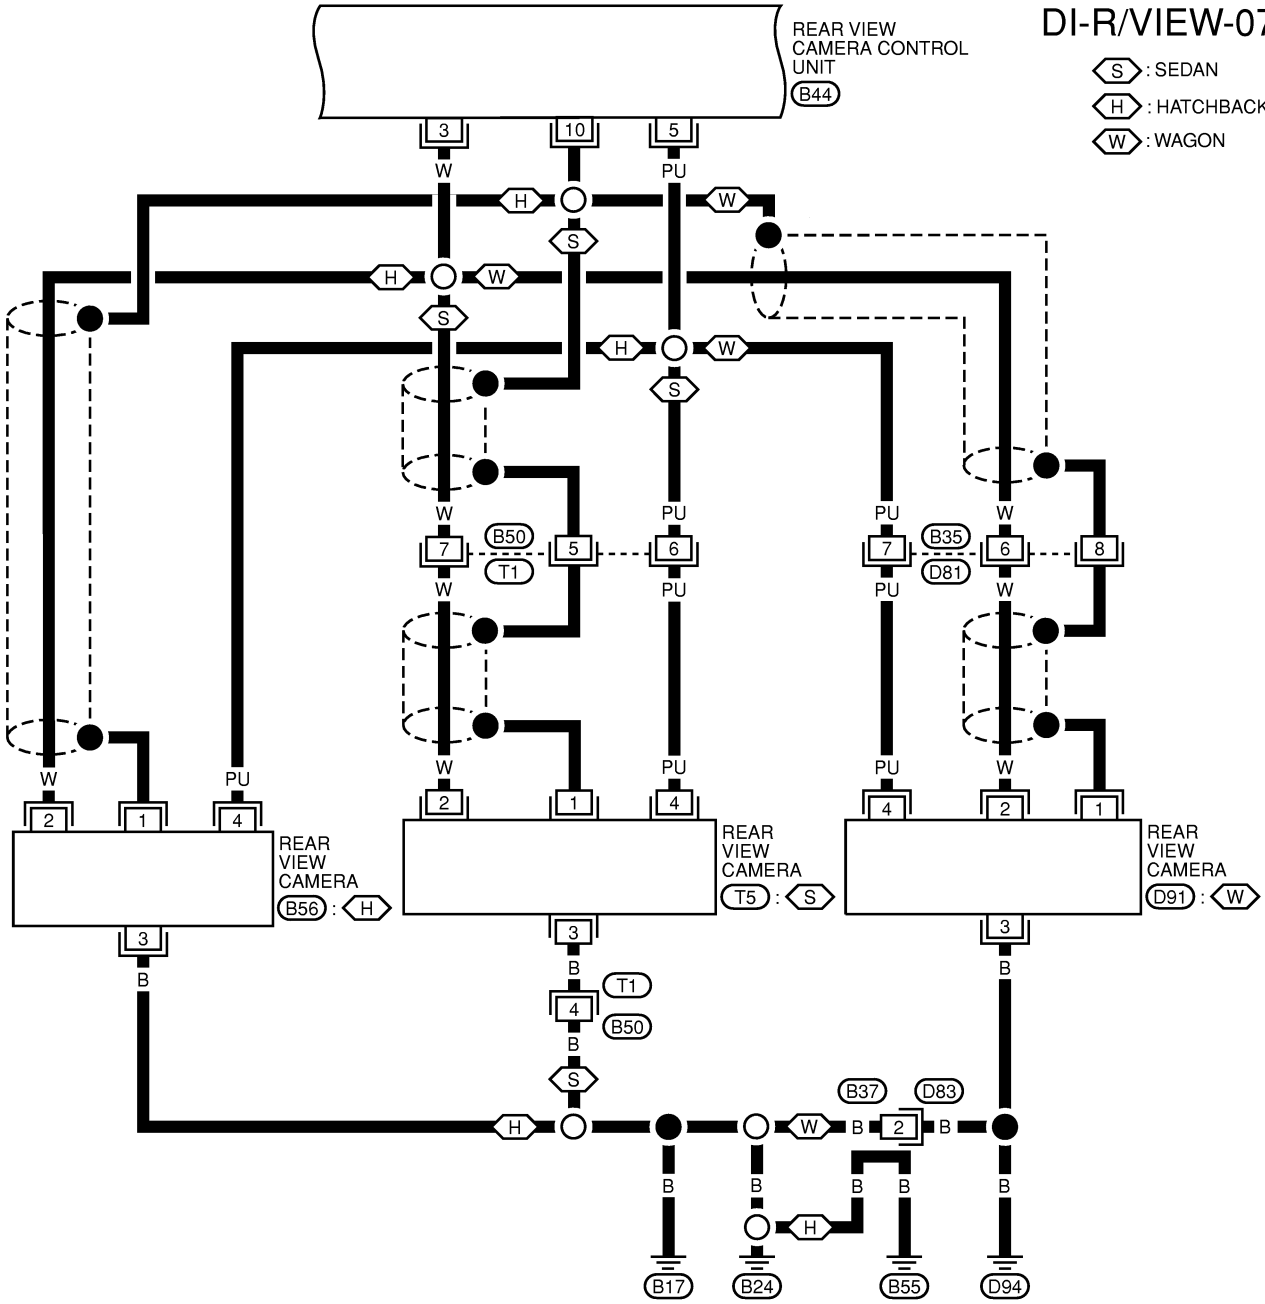 DI-R/VIEW-07
REAR VIEW
CAMERA CONTROL
UNIT
B44
S : SEDAN
H : HATCHBACK
W : WAGON
3 10 5
W PU
H W
S
H W
S
H W
S
W PU PU W
7 B50 5 6 7 B35 6 8
T1 D81
W PU PU W
W PU PU W
W PU
2 1 4 4 2 1
2 1 4
REAR
VIEW
CAMERA
B56 : H
REAR
VIEW
CAMERA
T5 : S
REAR
VIEW
CAMERA
D91 : W
3 3 3
B B B
T1
4
B50
B
S
B37 D83
H W B 2 B
B B B B B
H
B17 B24 B55 D94